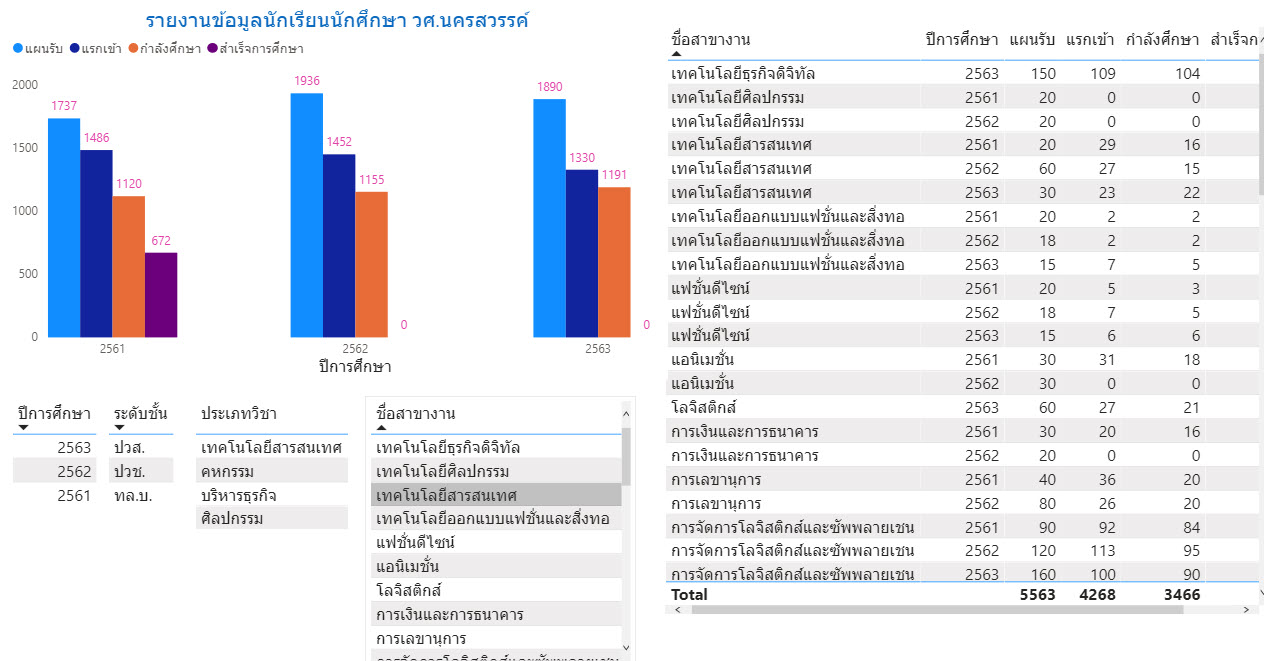 รายงานข้อมูลนักเรียนนักศึกษา วศ.นครสวรรค์
แผนรับ แรกเข้า กำลังศึกษา สำเร็จการศึกษา
2000
1500
1000
500
0
1737
1486
1120
672
1936
1452
1155
0
1890
1330
1191
0
2561 2562 2563
ปีการศึกษา
ปีการศึกษา
2563
2562
2561
ระดับชั้น
ปวส.
ปวช.
ทล.บ.
ประเภทวิชา
เทคโนโลยีสารสนเทศ
คหกรรม
บริหารธุรกิจ
ศิลปกรรม
ชื่อสาขางาน
เทคโนโลยีธุรกิจดิจิทัล
เทคโนโลยีศิลปกรรม
เทคโนโลยีสารสนเทศ
เทคโนโลยีออกแบบแฟชั่นและสิ่งทอ
แฟชั่นดีไซน์
แอนิเมชั่น
โลจิสติกส์
การเงินและการธนาคาร
การเลขานุการ
การจัดการโลจิสติกส์และซัพพลายเชน
ชื่อสาขางาน ปีการศึกษา แผนรับ แรกเข้า กำลังศึกษา สำเร็จก
เทคโนโลยีธุรกิจดิจิทัล 2563 150 109 104
เทคโนโลยีศิลปกรรม 2561 20 0 0
เทคโนโลยีศิลปกรรม 2562 20 0 0
เทคโนโลยีสารสนเทศ 2561 20 29 16
เทคโนโลยีสารสนเทศ 2562 60 27 15
เทคโนโลยีสารสนเทศ 2563 30 23 22
เทคโนโลยีออกแบบแฟชั่นและสิ่งทอ 2561 20 2 2
เทคโนโลยีออกแบบแฟชั่นและสิ่งทอ 2562 18 2 2
เทคโนโลยีออกแบบแฟชั่นและสิ่งทอ 2563 15 7 5
แฟชั่นดีไซน์ 2561 20 5 3
แฟชั่นดีไซน์ 2562 18 7 5
แฟชั่นดีไซน์ 2563 15 6 6
แอนิเมชั่น 2561 30 31 18
แอนิเมชั่น 2562 30 0 0
โลจิสติกส์ 2563 60 27 21
การเงินและการธนาคาร 2561 30 20 16
การเงินและการธนาคาร 2562 20 0 0
การเลขานุการ 2561 40 36 20
การเลขานุการ 2562 80 26 20
การจัดการโลจิสติกส์และซัพพลายเชน 2561 90 92 84
การจัดการโลจิสติกส์และซัพพลายเชน 2562 120 113 95
การจัดการโลจิสติกส์และซัพพลายเชน 2563 160 100 90
Total 5563 4268 3466